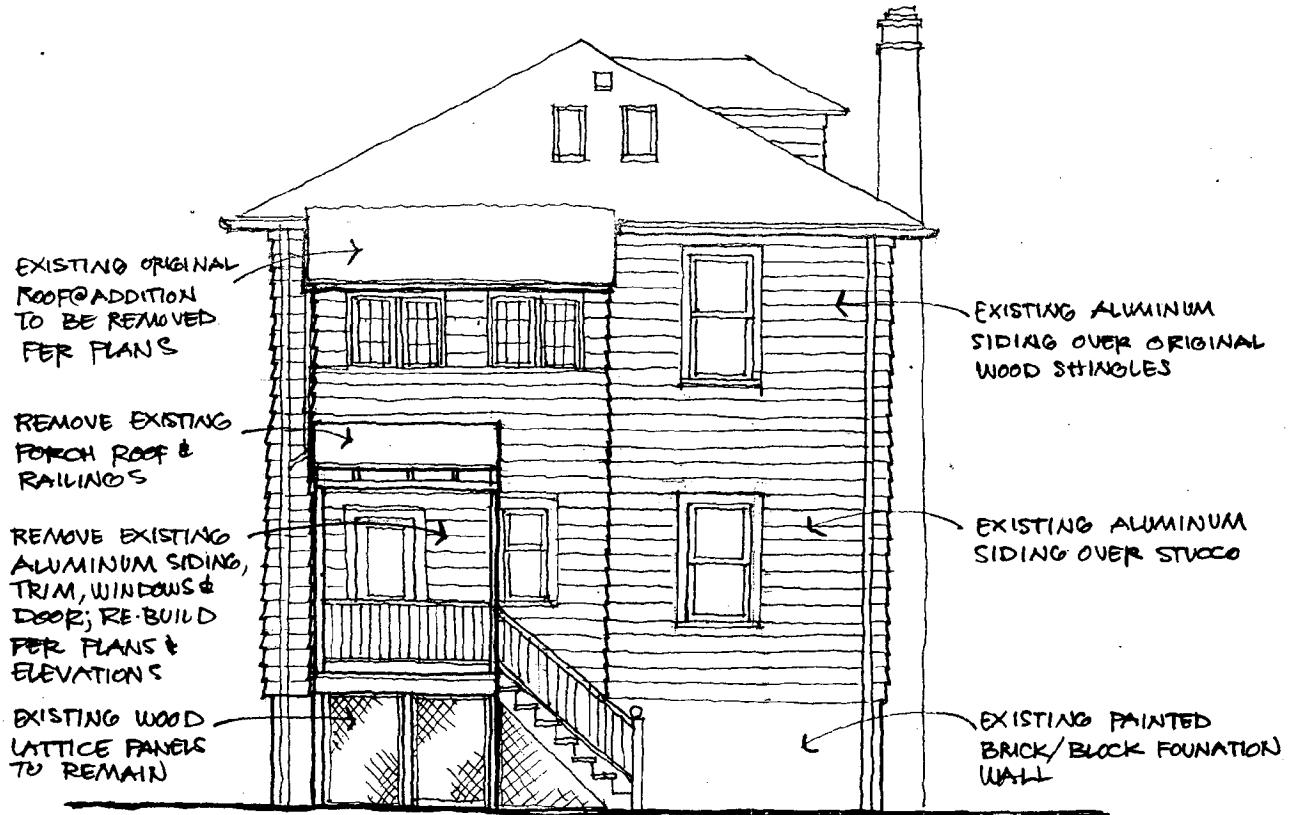 EXISTING ORIGINAL
ROOF@ADDITION
TO BE REMOVED
PER PLANS
REMOVE EXISTING
PORCH ROOF &
RAILINGS
REMOVE EXISTING
ALUMINUM SIDING,
TRIM, WINDOWS &
DOOR; RE-BUILD
PER PLANS &
ELEVATIONS
EXISTING WOOD
LATTICE PANELS
TO REMAIN
EXISTING ALUMINUM
SIDING OVER ORIGINAL
WOOD SHINGLES
EXISTING ALUMINUM
SIDING OVER STUCCO
EXISTING PAINTED
BRICK/BLOCK FOUNATION
WALL